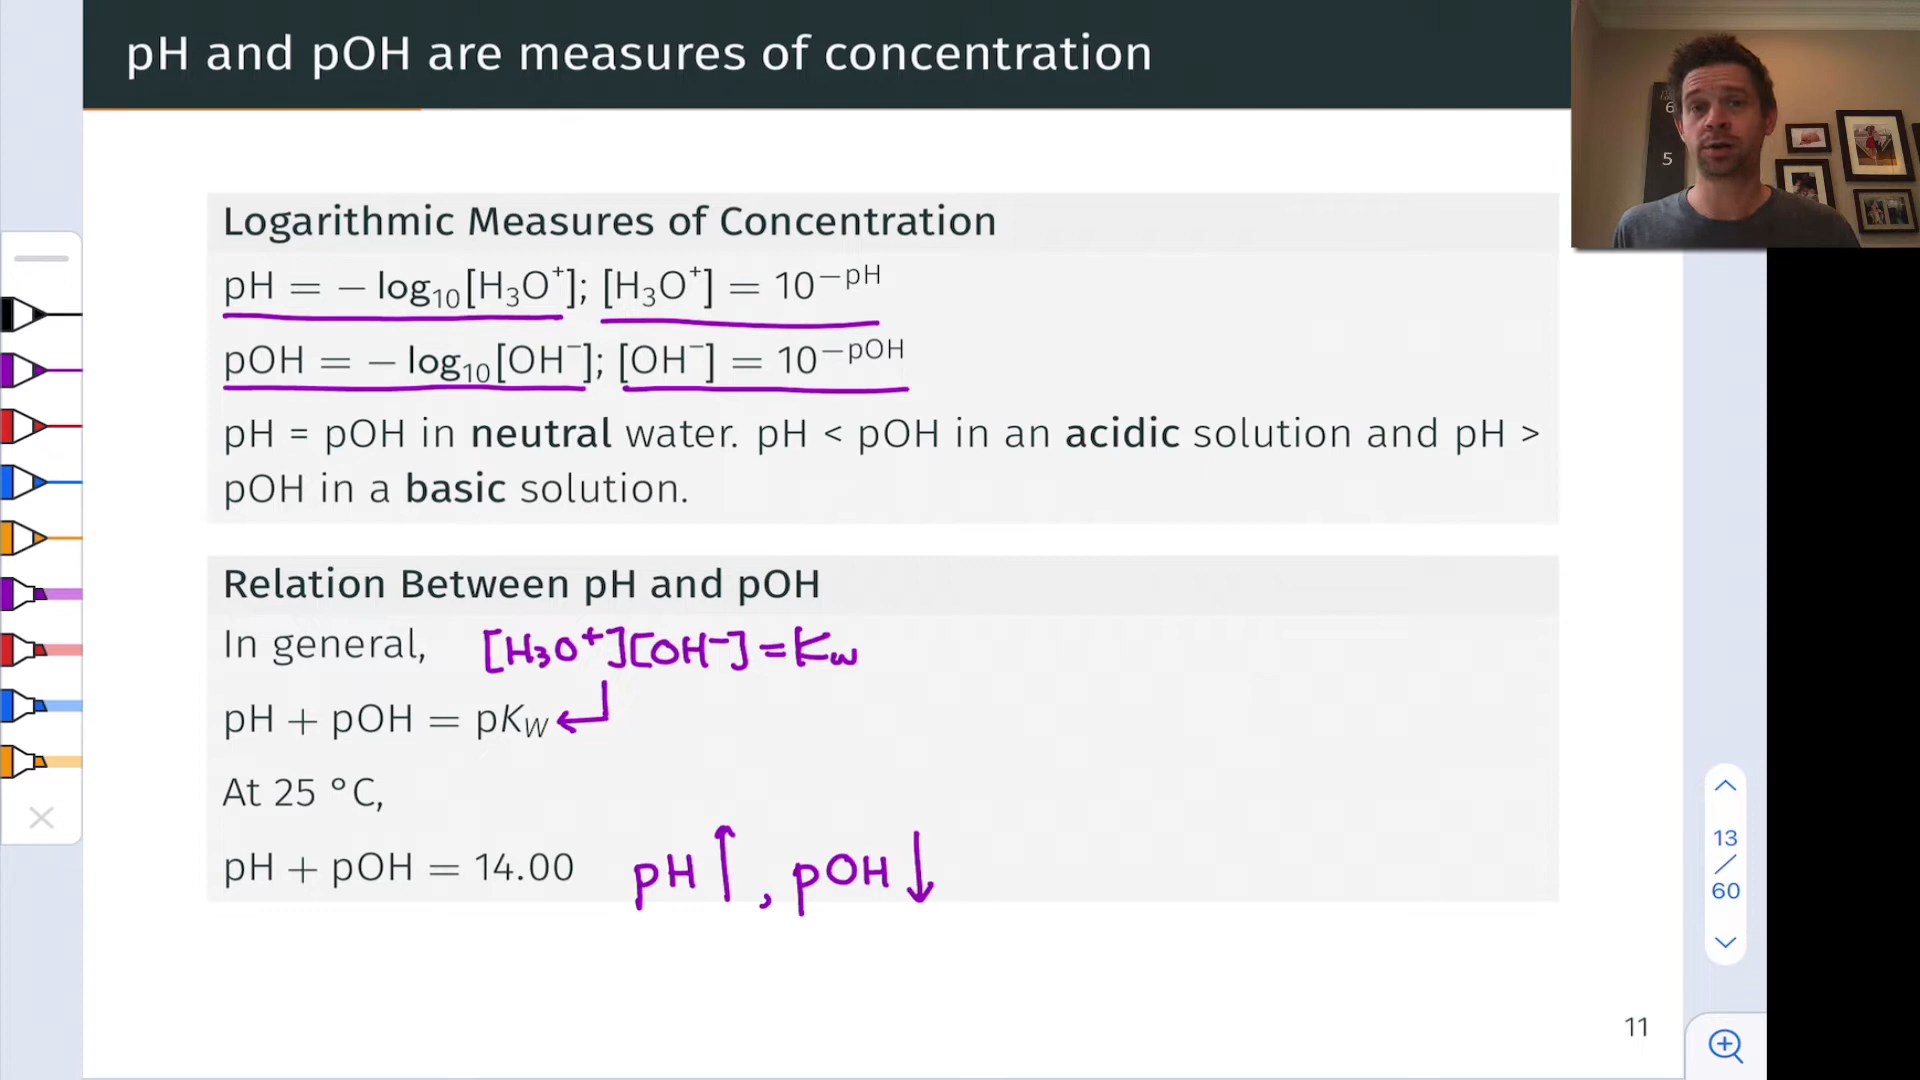 pH and pOH are measures of concentration
6
5
Logarithmic Measures of Concentration
pH = − log₁₀[H₃O⁺]; [H₃O⁺] = 10⁻ᵖᴴ
pOH = − log₁₀[OH⁻]; [OH⁻] = 10⁻ᵖᴼᴴ
pH = pOH in neutral water. pH < pOH in an acidic solution and pH >
pOH in a basic solution.
Relation Between pH and pOH
In general, [H₃O⁺][OH⁻] = Kw
pH + pOH = pKW
At 25 °C,
pH + pOH = 14.00 pH↑, pOH↓
13
/
60
11